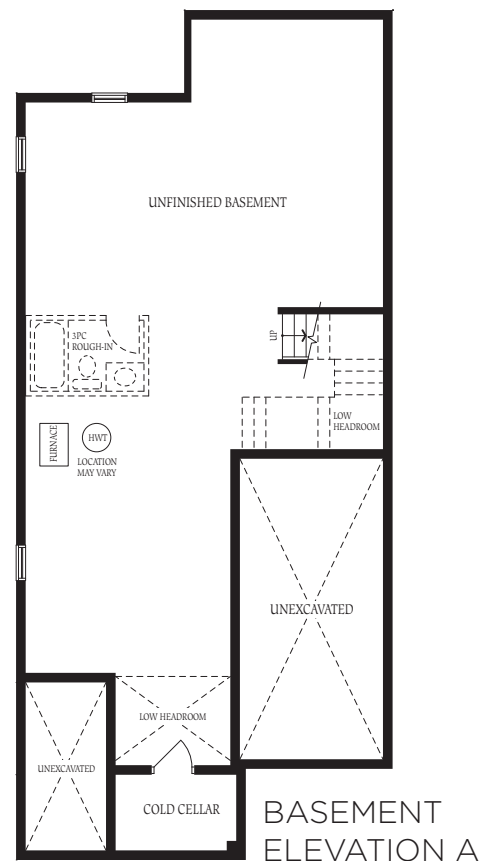 UNFINISHED BASEMENT
3PC
ROUGH-IN
UP
LOW
HEADROOM
FURNACE
HWT
LOCATION
MAY VARY
UNEXCAVATED
LOW HEADROOM
UNEXCAVATED
COLD CELLAR
BASEMENT
ELEVATION A